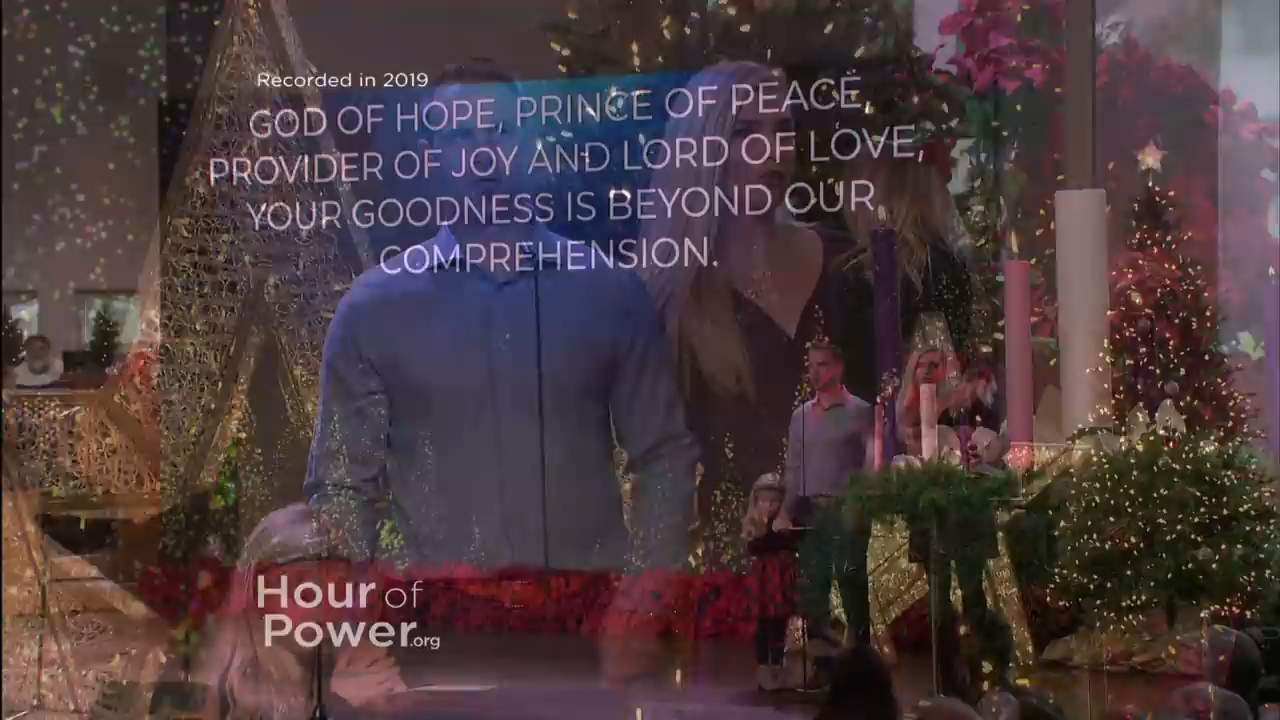 Recorded in 2019
GOD OF HOPE, PRINCE OF PEACE,
PROVIDER OF JOY AND LORD OF LOVE,
YOUR GOODNESS IS BEYOND OUR
COMPREHENSION.
Hour of
Power.org